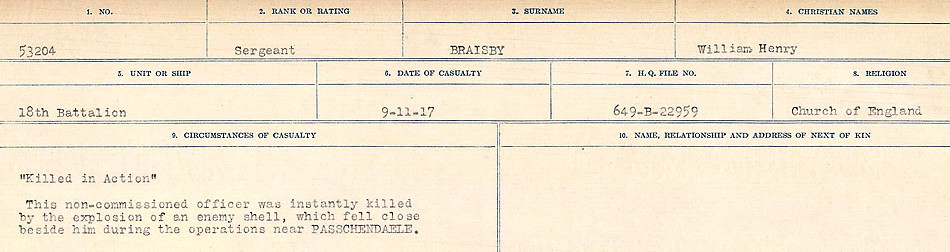 1. NO. 2. RANK OR RATING 3. SURNAME 4. CHRISTIAN NAMES
53204 Sergeant BRAISBY William Henry
5. UNIT OR SHIP 6. DATE OF CASUALTY 7. H.Q. FILE NO. 8. RELIGION
18th Battalion 9-11-17 649-B-22959 Church of England
9. CIRCUMSTANCES OF CASUALTY 10. NAME, RELATIONSHIP AND ADDRESS OF NEXT OF KIN
"Killed in Action"
This non-commissioned officer was instantly killed
by the explosion of an enemy shell, which fell close
beside him during the operations near PASSCHENDAELE.